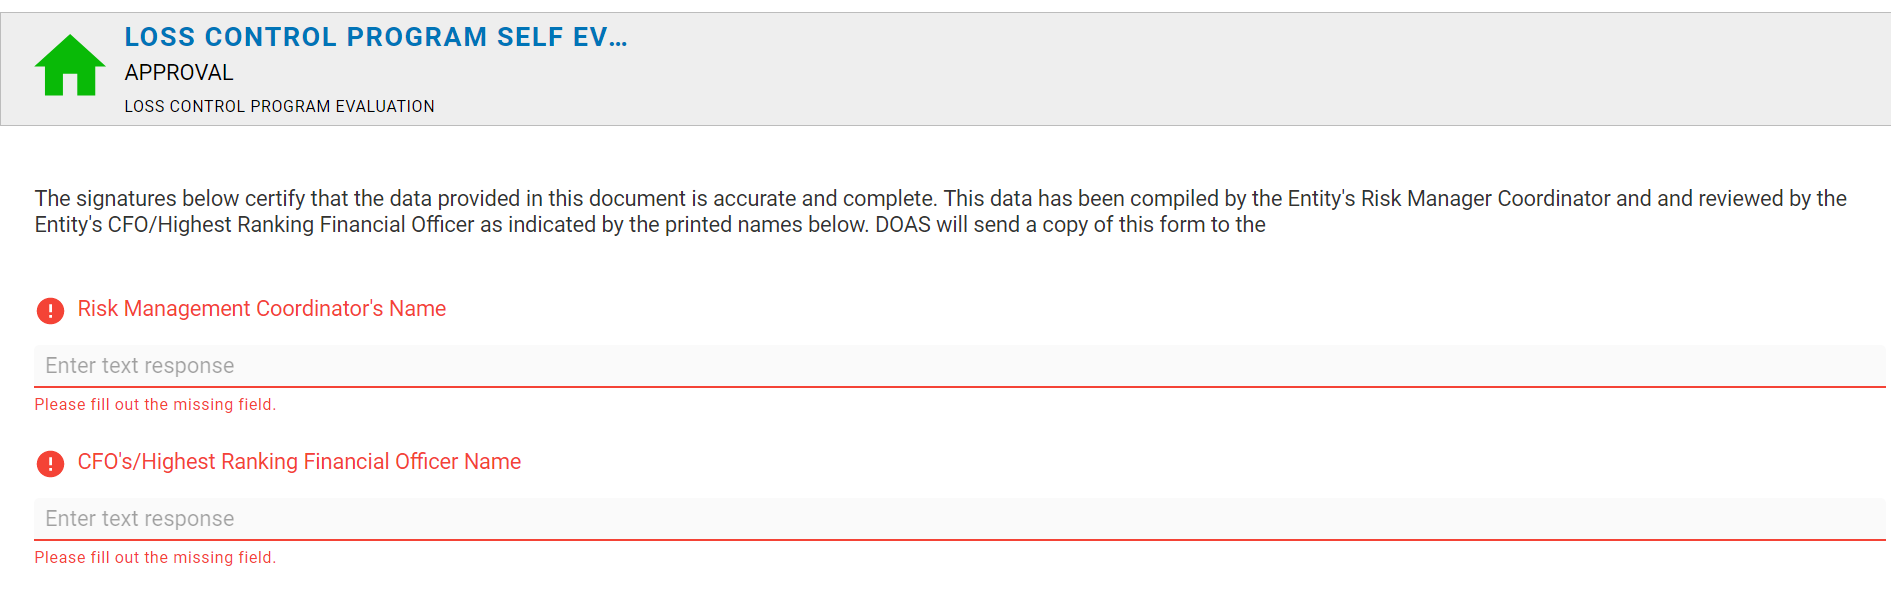 LOSS CONTROL PROGRAM SELF EV...
APPROVAL
LOSS CONTROL PROGRAM EVALUATION
The signatures below certify that the data provided in this document is accurate and complete. This data has been compiled by the Entity's Risk Manager Coordinator and and reviewed by the
Entity's CFO/Highest Ranking Financial Officer as indicated by the printed names below. DOAS will send a copy of this form to the
Risk Management Coordinator's Name
Enter text response
Please fill out the missing field.
CFO's/Highest Ranking Financial Officer Name
Enter text response
Please fill out the missing field.